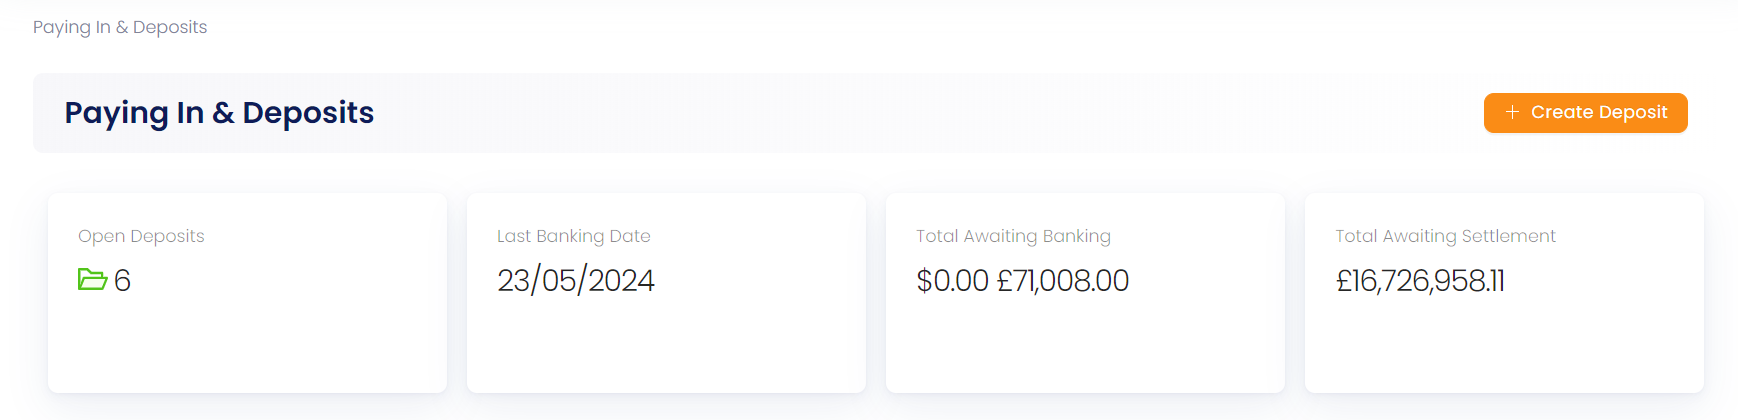 Paying In & Deposits
Paying In & Deposits
+ Create Deposit
Open Deposits
6
Last Banking Date
23/05/2024
Total Awaiting Banking
$0.00 £71,008.00
Total Awaiting Settlement
£16,726,958.11